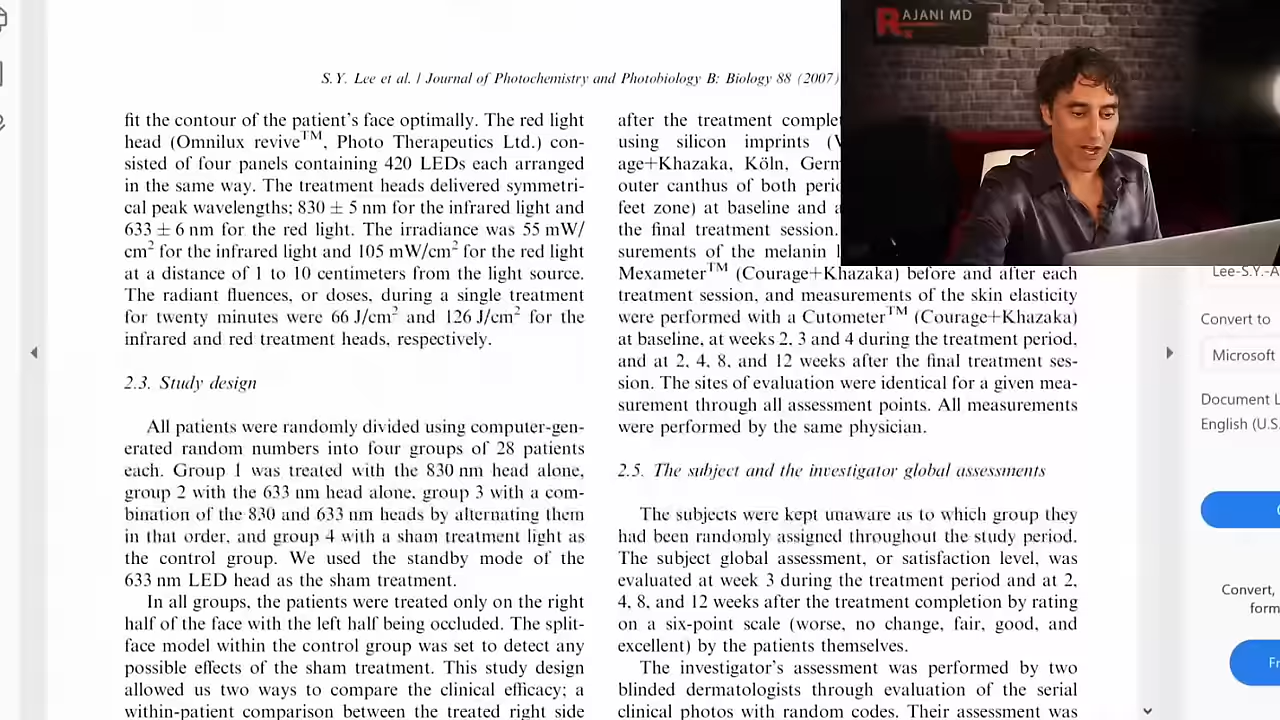 RAJANI MD
S.Y. Lee et al. / Journal of Photochemistry and Photobiology B: Biology 88 (2007)
fit the contour of the patient's face optimally. The red light
head (Omnilux revive™, Photo Therapeutics Ltd.) con-
sisted of four panels containing 420 LEDs each arranged
in the same way. The treatment heads delivered symmetri-
cal peak wavelengths; 830 ± 5 nm for the infrared light and
633 ± 6 nm for the red light. The irradiance was 55 mW/
cm² for the infrared light and 105 mW/cm² for the red light
at a distance of 1 to 10 centimeters from the light source.
The radiant fluences, or doses, during a single treatment
for twenty minutes were 66 J/cm² and 126 J/cm² for the
infrared and red treatment heads, respectively.
2.3. Study design
All patients were randomly divided using computer-gen-
erated random numbers into four groups of 28 patients
each. Group 1 was treated with the 830 nm head alone,
group 2 with the 633 nm head alone, group 3 with a com-
bination of the 830 and 633 nm heads by alternating them
in that order, and group 4 with a sham treatment light as
the control group. We used the standby mode of the
633 nm LED head as the sham treatment.
In all groups, the patients were treated only on the right
half of the face with the left half being occluded. The split-
face model within the control group was set to detect any
possible effects of the sham treatment. This study design
allowed us two ways to compare the clinical efficacy; a
within-patient comparison between the treated right side
after the treatment complet
using silicon imprints (V
age+Khazaka, Köln, Germ
outer canthus of both peri
feet zone) at baseline and a
the final treatment session.
surements of the melanin
Mexameter™ (Courage+Khazaka) before and after each
treatment session, and measurements of the skin elasticity
were performed with a Cutometer™ (Courage+Khazaka)
at baseline, at weeks 2, 3 and 4 during the treatment period,
and at 2, 4, 8, and 12 weeks after the final treatment ses-
sion. The sites of evaluation were identical for a given mea-
surement through all assessment points. All measurements
were performed by the same physician.
2.5. The subject and the investigator global assessments
The subjects were kept unaware as to which group they
had been randomly assigned throughout the study period.
The subject global assessment, or satisfaction level, was
evaluated at week 3 during the treatment period and at 2,
4, 8, and 12 weeks after the treatment completion by rating
on a six-point scale (worse, no change, fair, good, and
excellent) by the patients themselves.
The investigator's assessment was performed by two
blinded dermatologists through evaluation of the serial
clinical photos with random codes. Their assessment was
Lee-S.Y.-A
Convert to
Microsoft
Document L
English (U.S.
Convert,
form
Fr